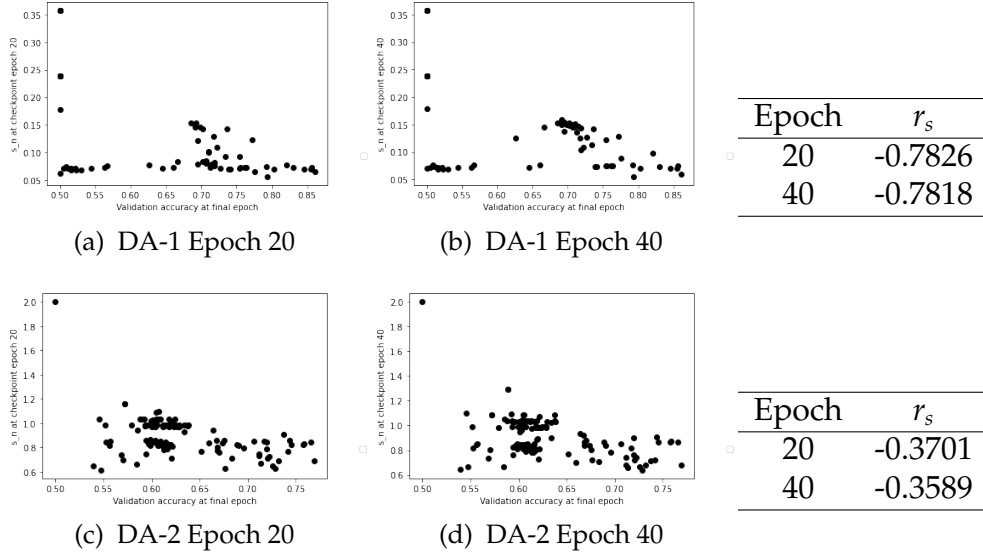 s_n at checkpoint epoch 20
0.35
0.30
0.25
0.20
0.15
0.10
0.05
0.50 0.55 0.60 0.65 0.70 0.75 0.80 0.85
Validation accuracy at final epoch
(a) DA-1 Epoch 20
s_n at checkpoint epoch 40
0.35
0.30
0.25
0.20
0.15
0.10
0.05
0.50 0.55 0.60 0.65 0.70 0.75 0.80 0.85
Validation accuracy at final epoch
(b) DA-1 Epoch 40
Epoch r_s
20 -0.7826
40 -0.7818
s_n at checkpoint epoch 20
2.0
1.8
1.6
1.4
1.2
1.0
0.8
0.6
0.50 0.55 0.60 0.65 0.70 0.75
Validation accuracy at final epoch
(c) DA-2 Epoch 20
s_n at checkpoint epoch 40
2.0
1.8
1.6
1.4
1.2
1.0
0.8
0.6
0.50 0.55 0.60 0.65 0.70 0.75
Validation accuracy at final epoch
(d) DA-2 Epoch 40
Epoch r_s
20 -0.3701
40 -0.3589